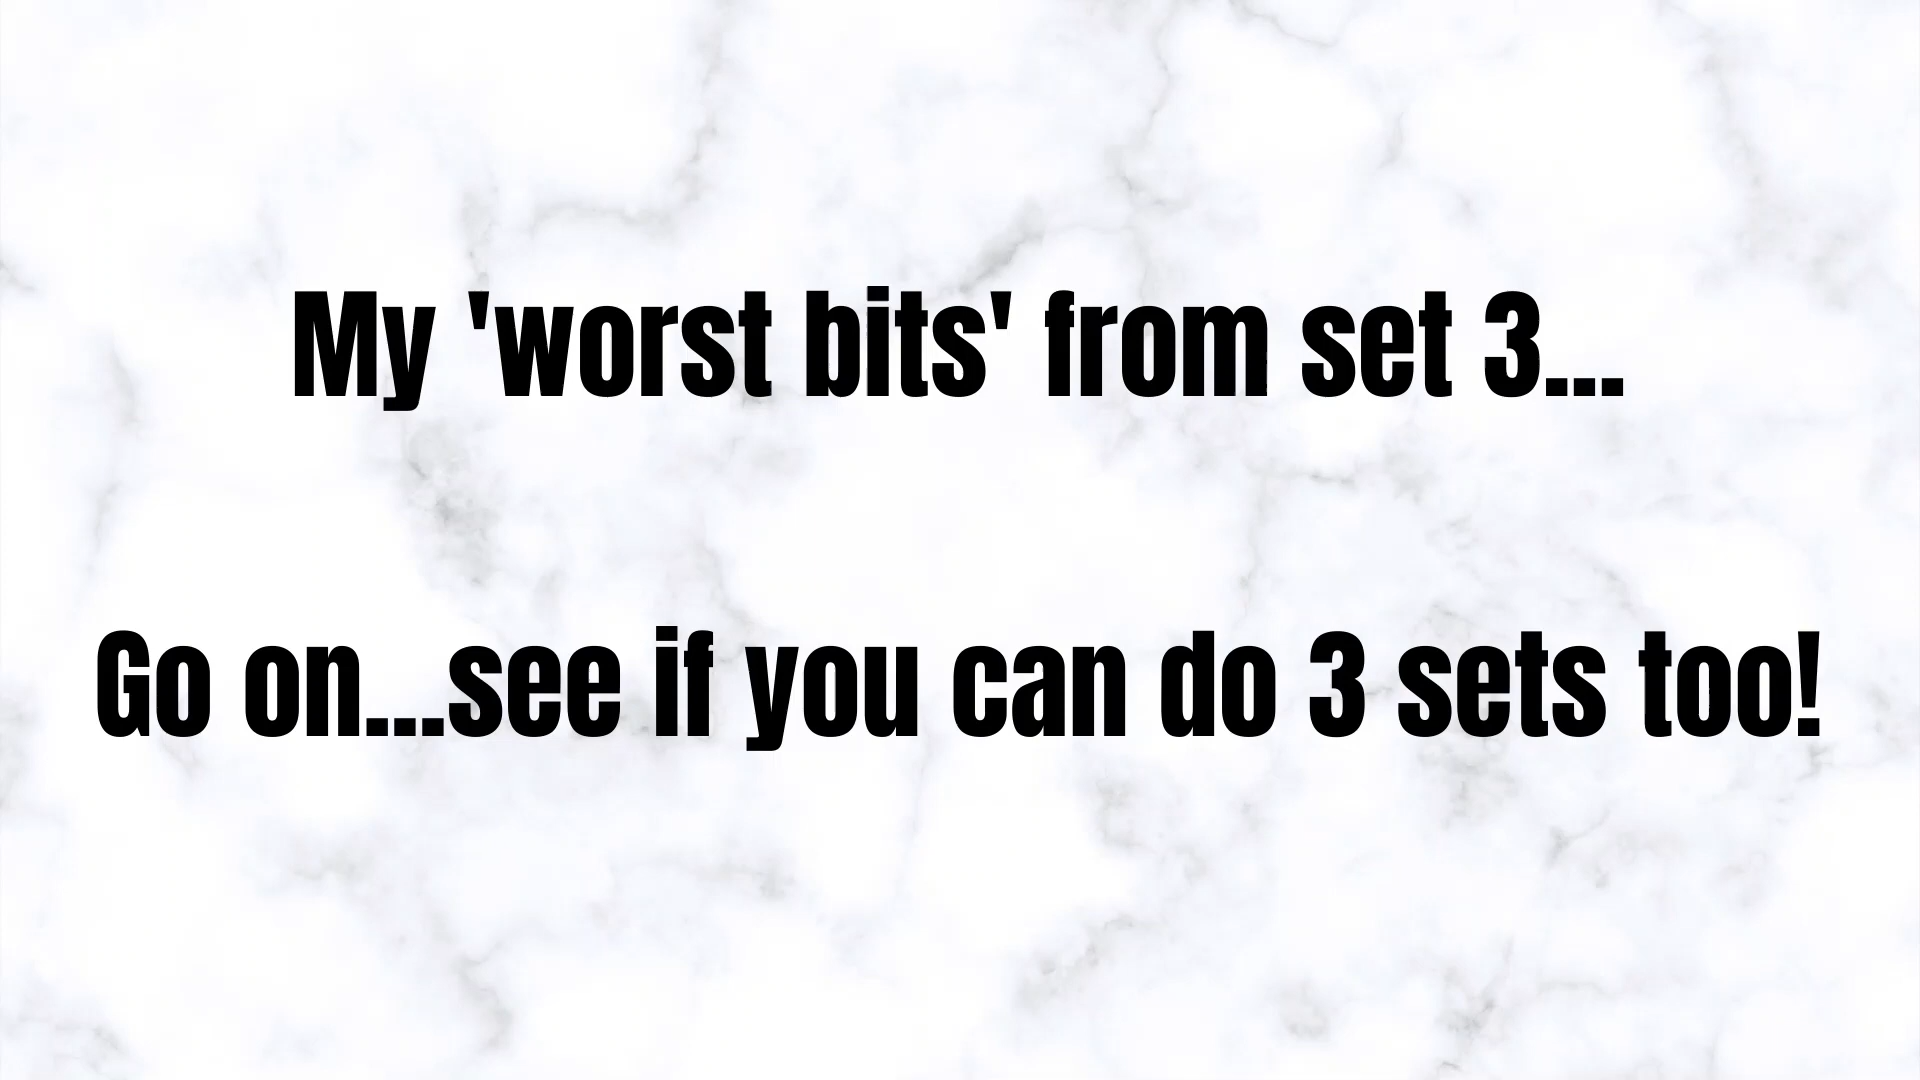 My 'worst bits' from set 3...
Go on...see if you can do 3 sets too!